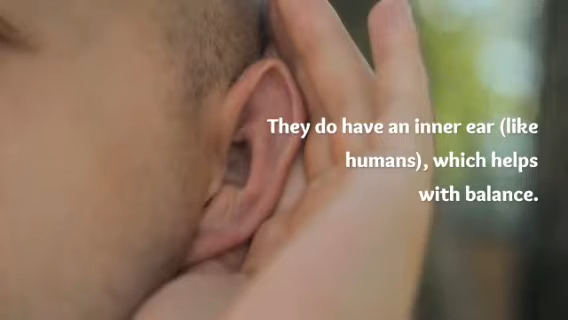 They do have an inner ear (like
humans), which helps
with balance.